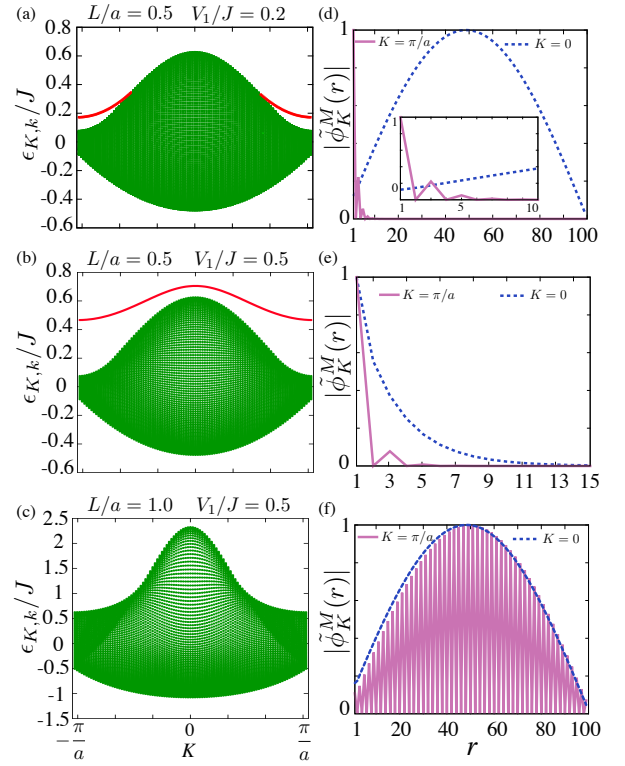 (a) L/a = 0.5 V₁/J = 0.2
ϵ_{K,k}/J
0.8
0.6
0.4
0.2
0
-0.2
-0.4
-0.6
(d)
|ϕ̃_K^M(r)|
1
K = π/a K = 0
1
0
1 5 10
0
1 20 40 60 80 100
(b) L/a = 0.5 V₁/J = 0.5
ϵ_{K,k}/J
0.8
0.6
0.4
0.2
0
-0.2
-0.4
-0.6
(e)
|ϕ̃_K^M(r)|
1
K = π/a K = 0
0
1 3 5 7 9 11 13 15
(c) L/a = 1.0 V₁/J = 0.5
ϵ_{K,k}/J
2.5
2
1.5
1
0.5
0
-0.5
-1
-1.5
-π/a 0 π/a
K
(f)
|ϕ̃_K^M(r)|
1
K = π/a K = 0
0
1 20 40 60 80 100
r